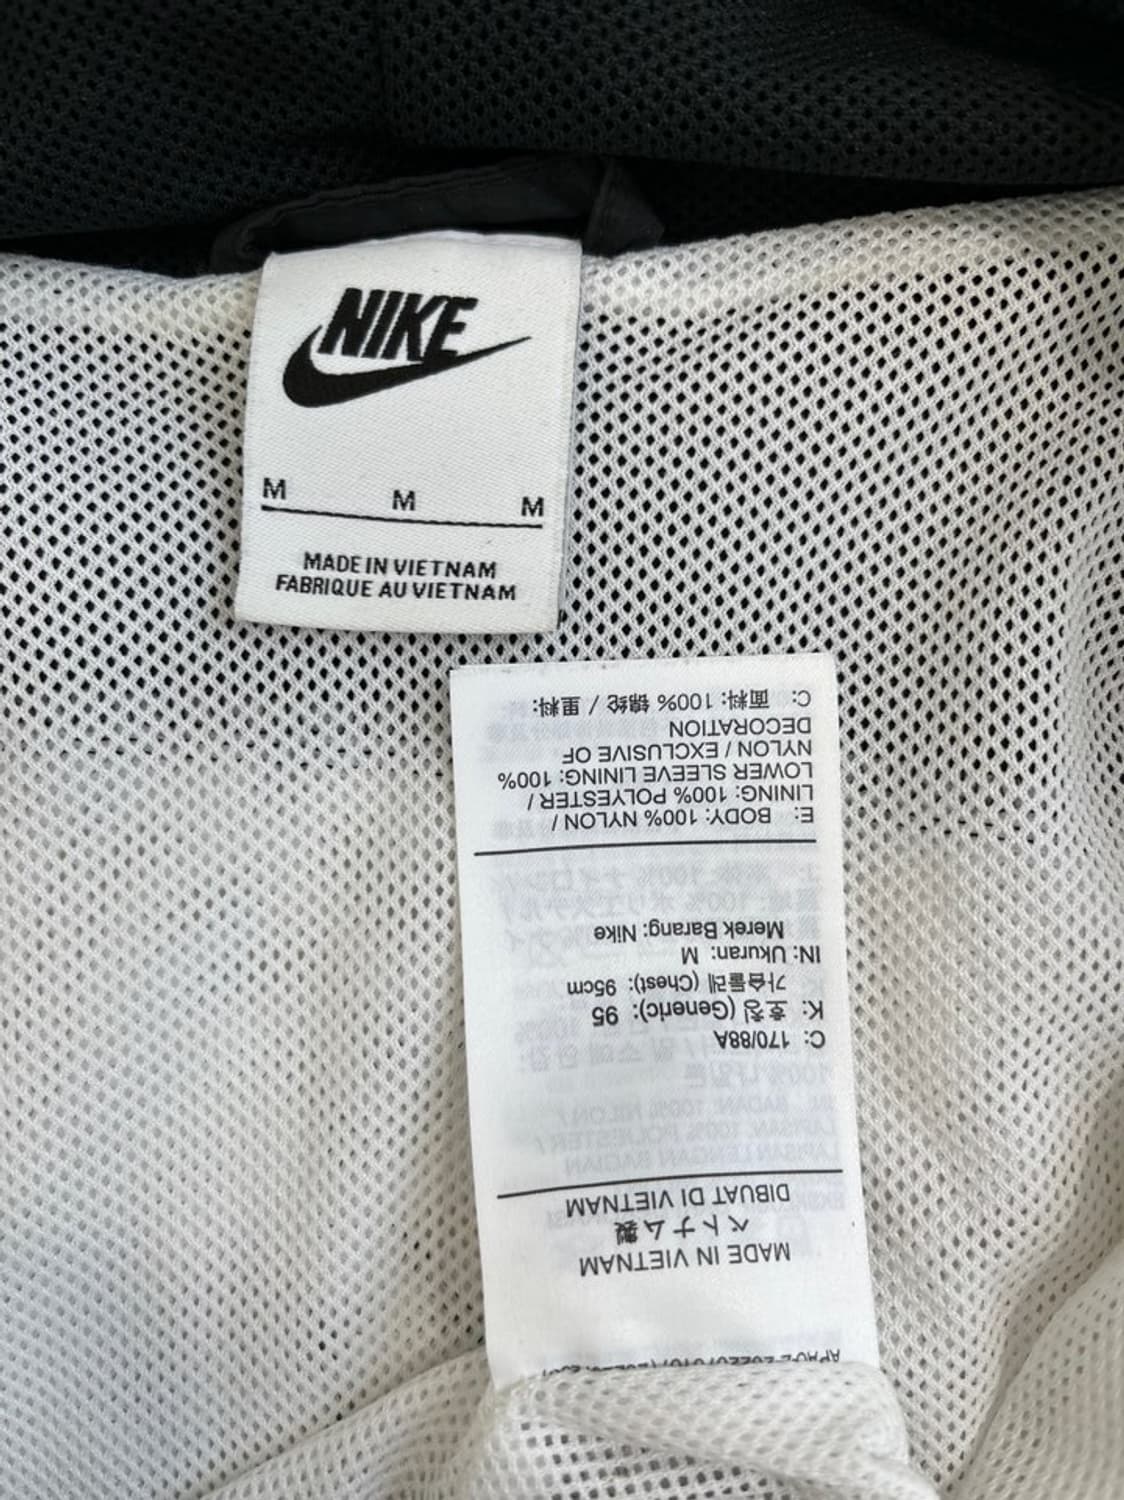 NIKE
M M M
MADE IN VIETNAM
FABRIQUE AU VIETNAM
MADE IN VIETNAM
ベトナム製
DIBUAT DI VIETNAM
C: 170/88A
K: 호칭 (Generic): 95
가슴둘레 (Chest): 95cm
IN: Ukuran: M
Merek Barang: Nike
E: BODY: 100% NYLON /
LINING: 100% POLYESTER /
LOWER SLEEVE LINING: 100%
NYLON / EXCLUSIVE OF
DECORATION
C: 面料: 100% 锦纶 / 里料: